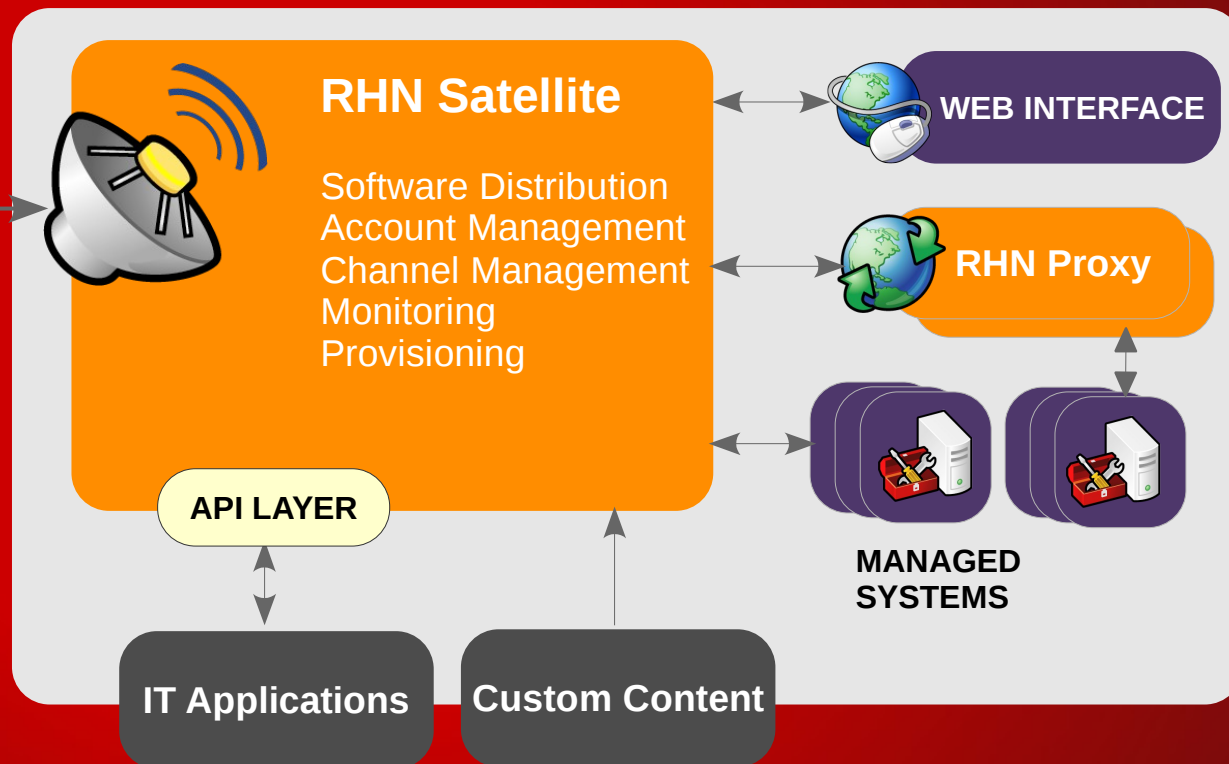 RHN Satellite
Software Distribution
Account Management
Channel Management
Monitoring
Provisioning
WEB INTERFACE
RHN Proxy
API LAYER
MANAGED
SYSTEMS
IT Applications
Custom Content